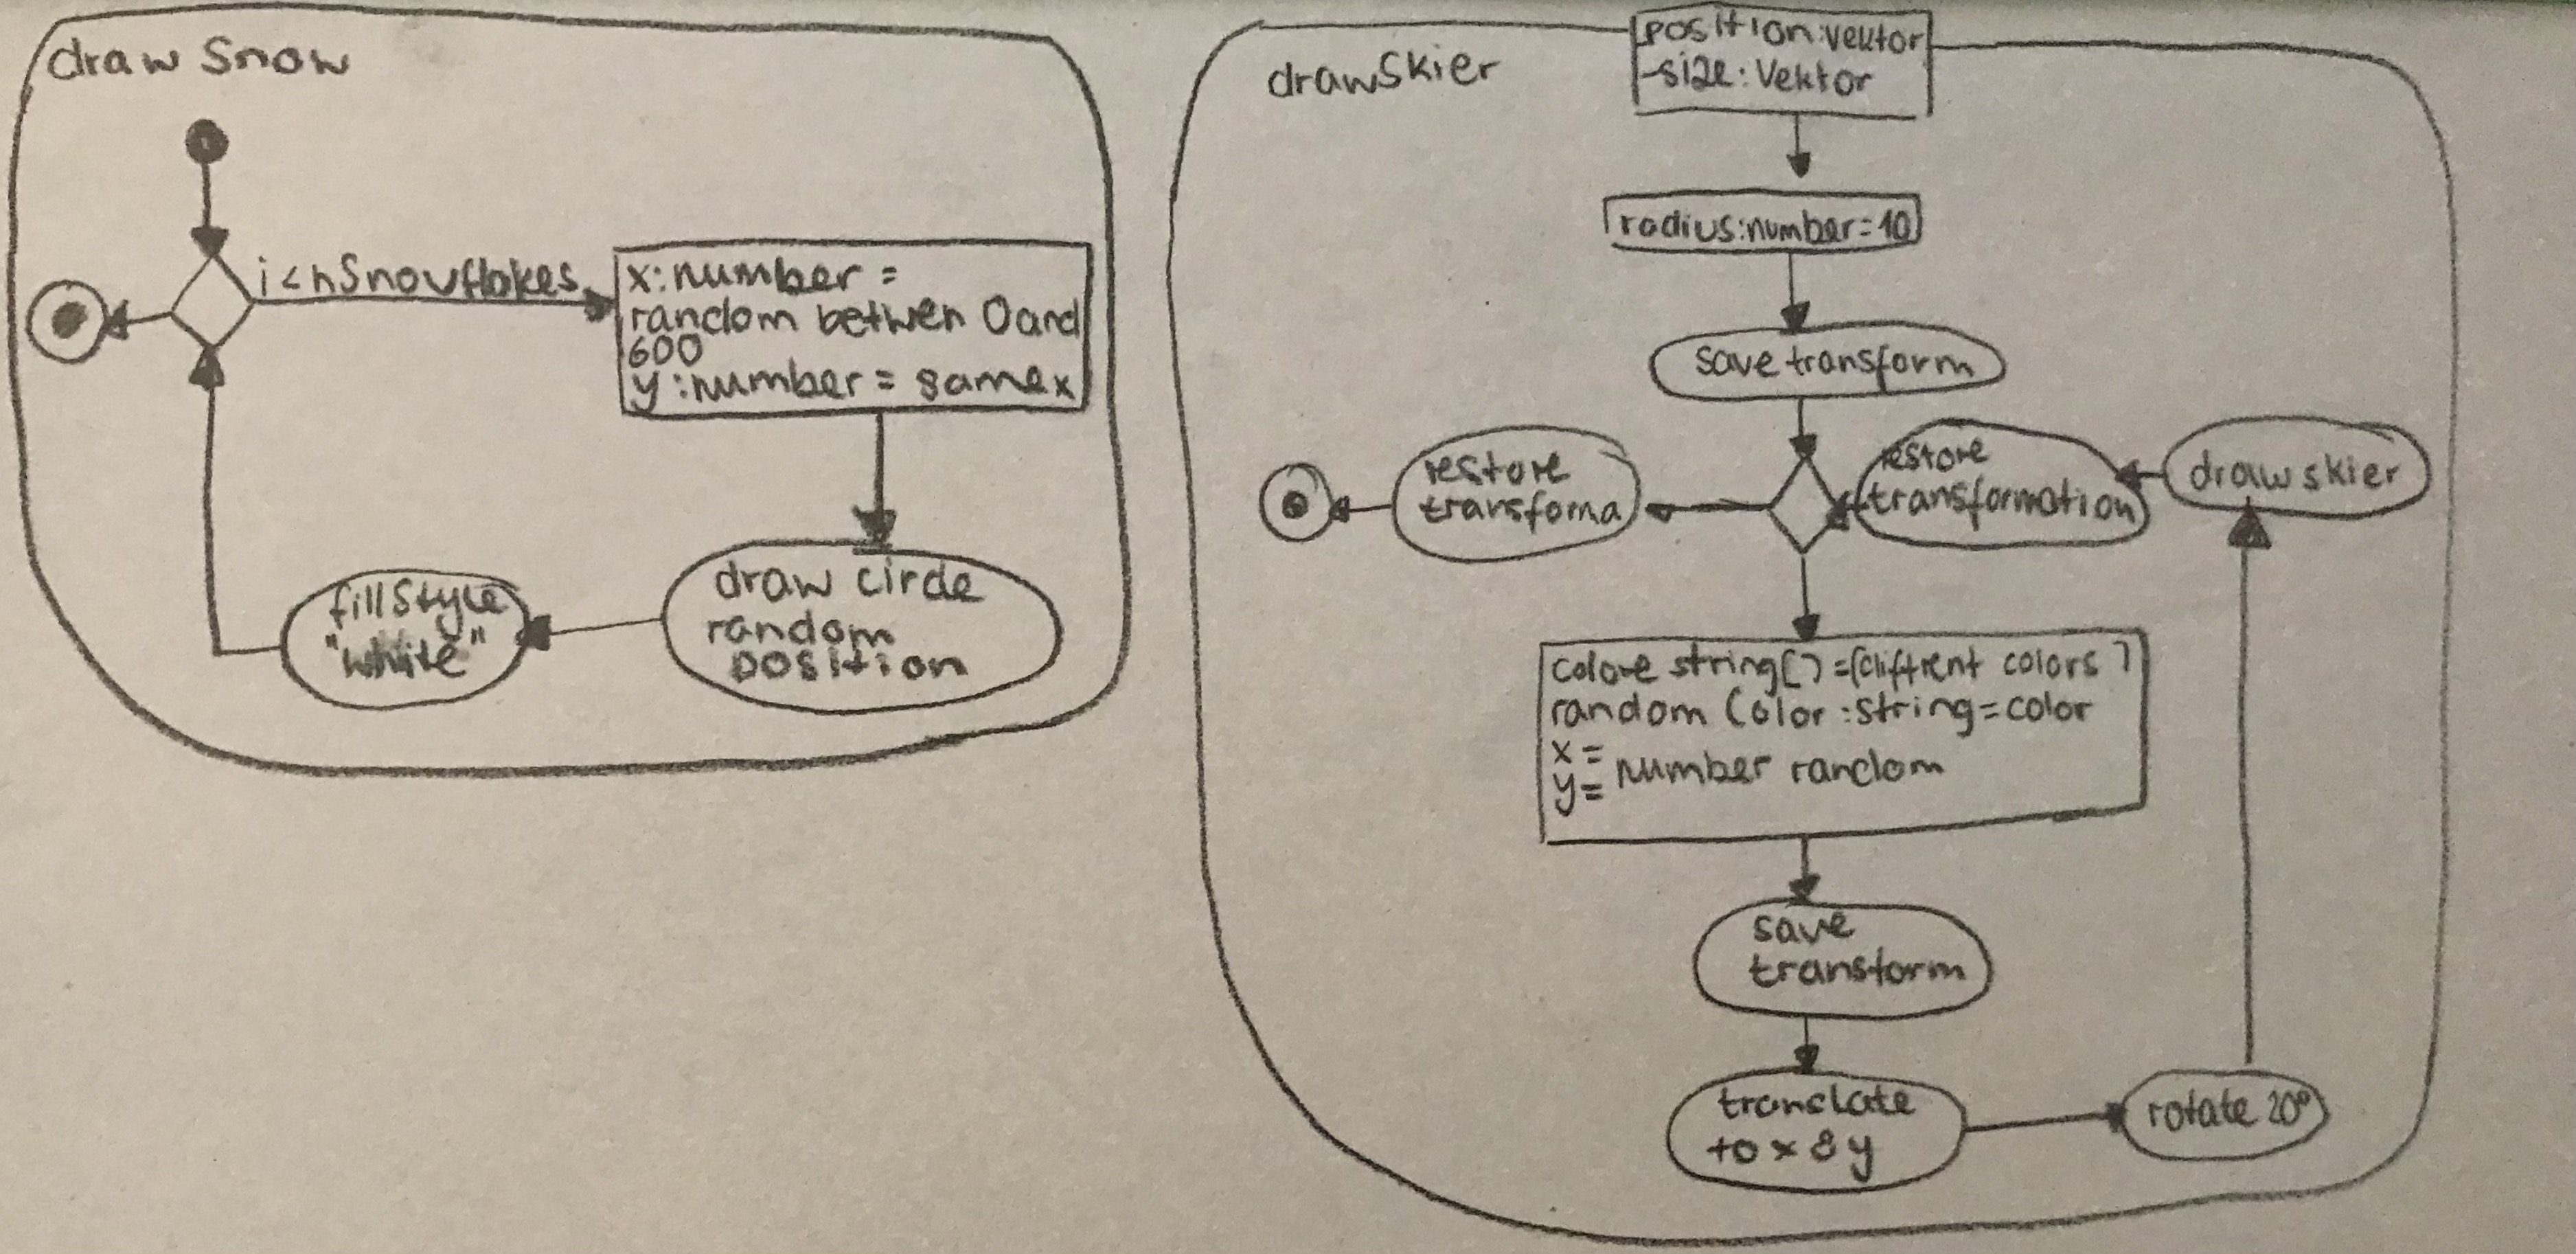 draw Snow
i<nSnowflakes
x:number =
random betwen 0 and
600
y:number = same x
draw circle
random
position
fillStyle
"white"
drawSkier
position:vektor
-size: Vektor
radius:number=10
save transform
restore
transforma
restore
transformation
draw skier
colore string[] = (diffrent colors)
random Color :string=color
x =
y= number random
save
transform
translate
to x & y
rotate 20°